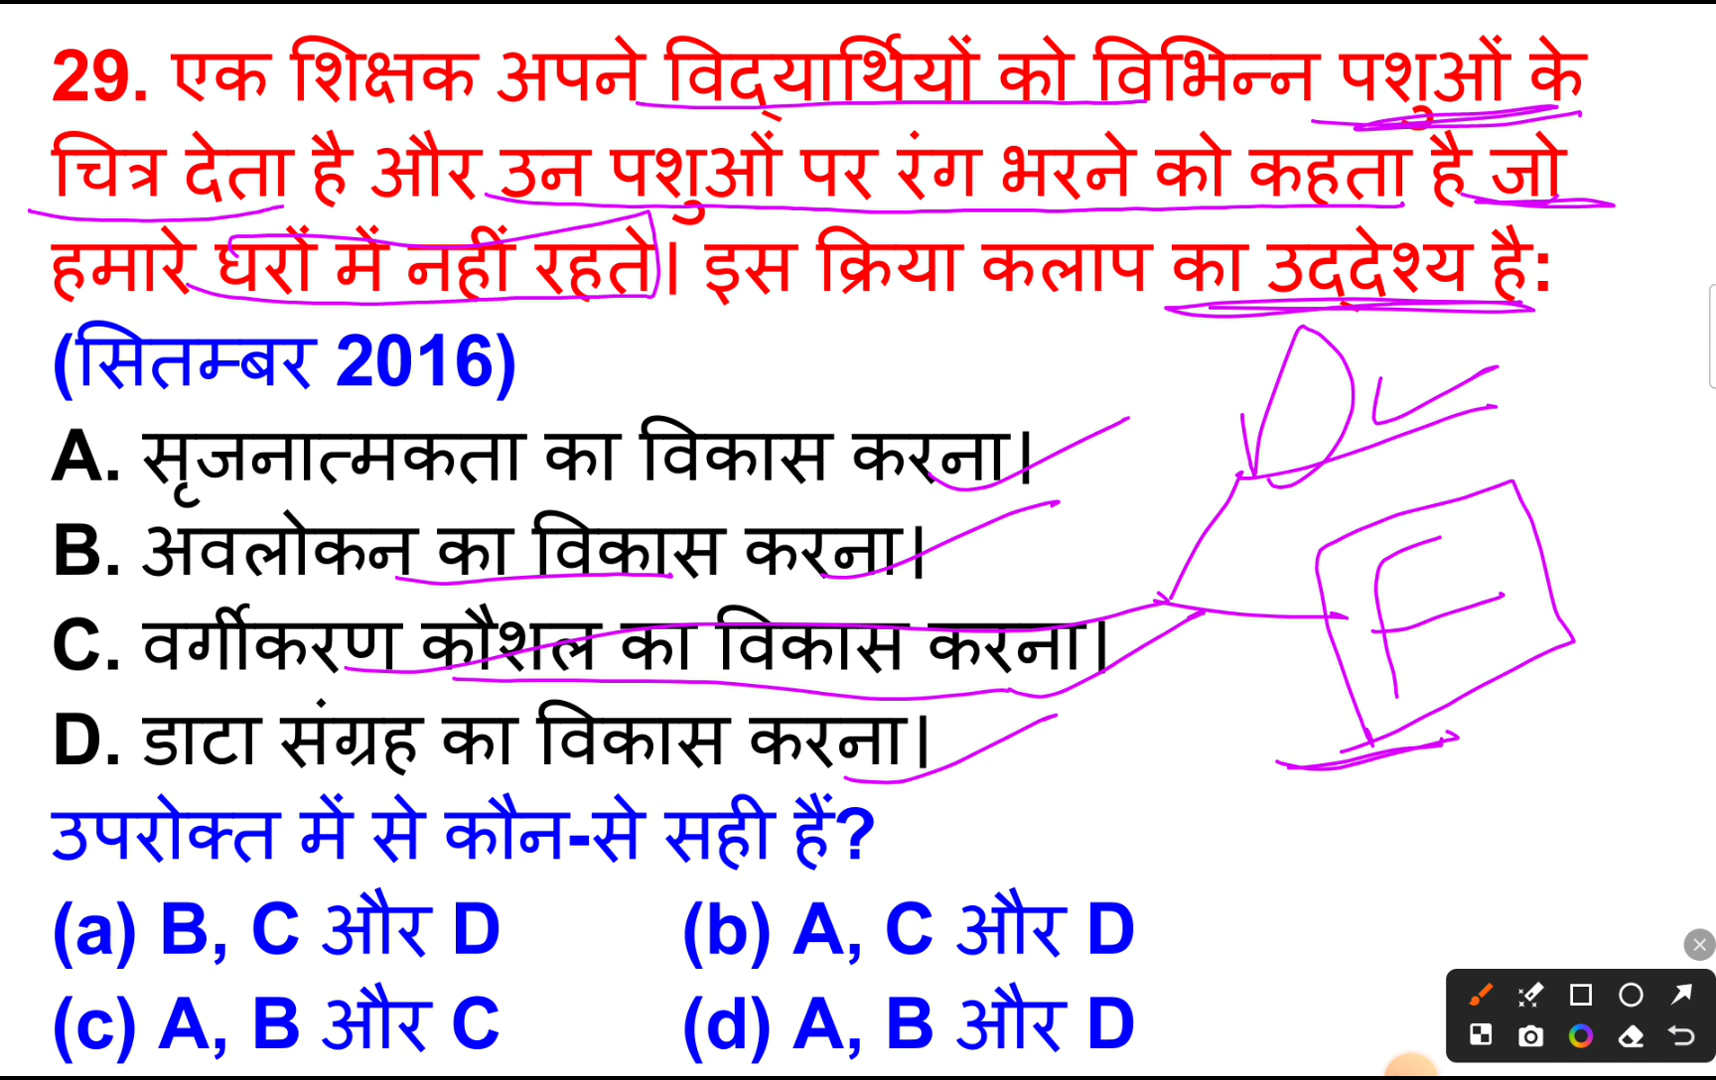 29. एक शिक्षक अपने विद्यार्थियों को विभिन्न पशुओं के
चित्र देता है और उन पशुओं पर रंग भरने को कहता है जो
हमारे घरों में नहीं रहते। इस क्रिया कलाप का उद्देश्य है:
(सितम्बर 2016)
A. सृजनात्मकता का विकास करना।
B. अवलोकन का विकास करना।
C. वर्गीकरण कौशल का विकास करना।
D. डाटा संग्रह का विकास करना।
उपरोक्त में से कौन-से सही हैं?
(a) B, C और D (b) A, C और D
(c) A, B और C (d) A, B और D